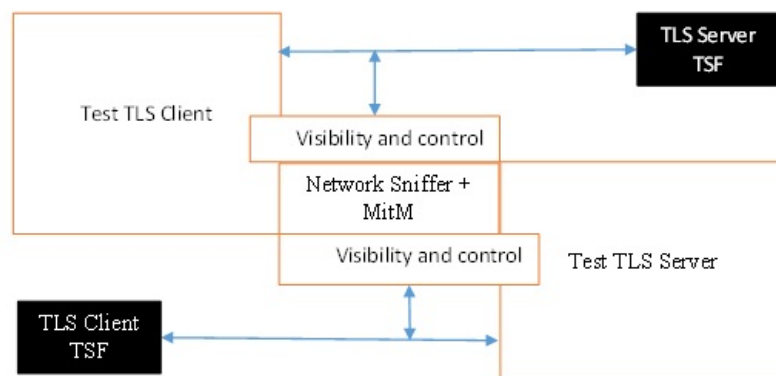 TLS Server
TSF
Test TLS Client
Visibility and control
Network Sniffer +
MitM
Visibility and control
Test TLS Server
TLS Client
TSF